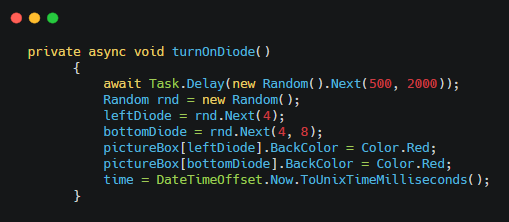 private async void turnOnDiode()
{
await Task.Delay(new Random().Next(500, 2000));
Random rnd = new Random();
leftDiode = rnd.Next(4);
bottomDiode = rnd.Next(4, 8);
pictureBox[leftDiode].BackColor = Color.Red;
pictureBox[bottomDiode].BackColor = Color.Red;
time = DateTimeOffset.Now.ToUnixTimeMilliseconds();
}